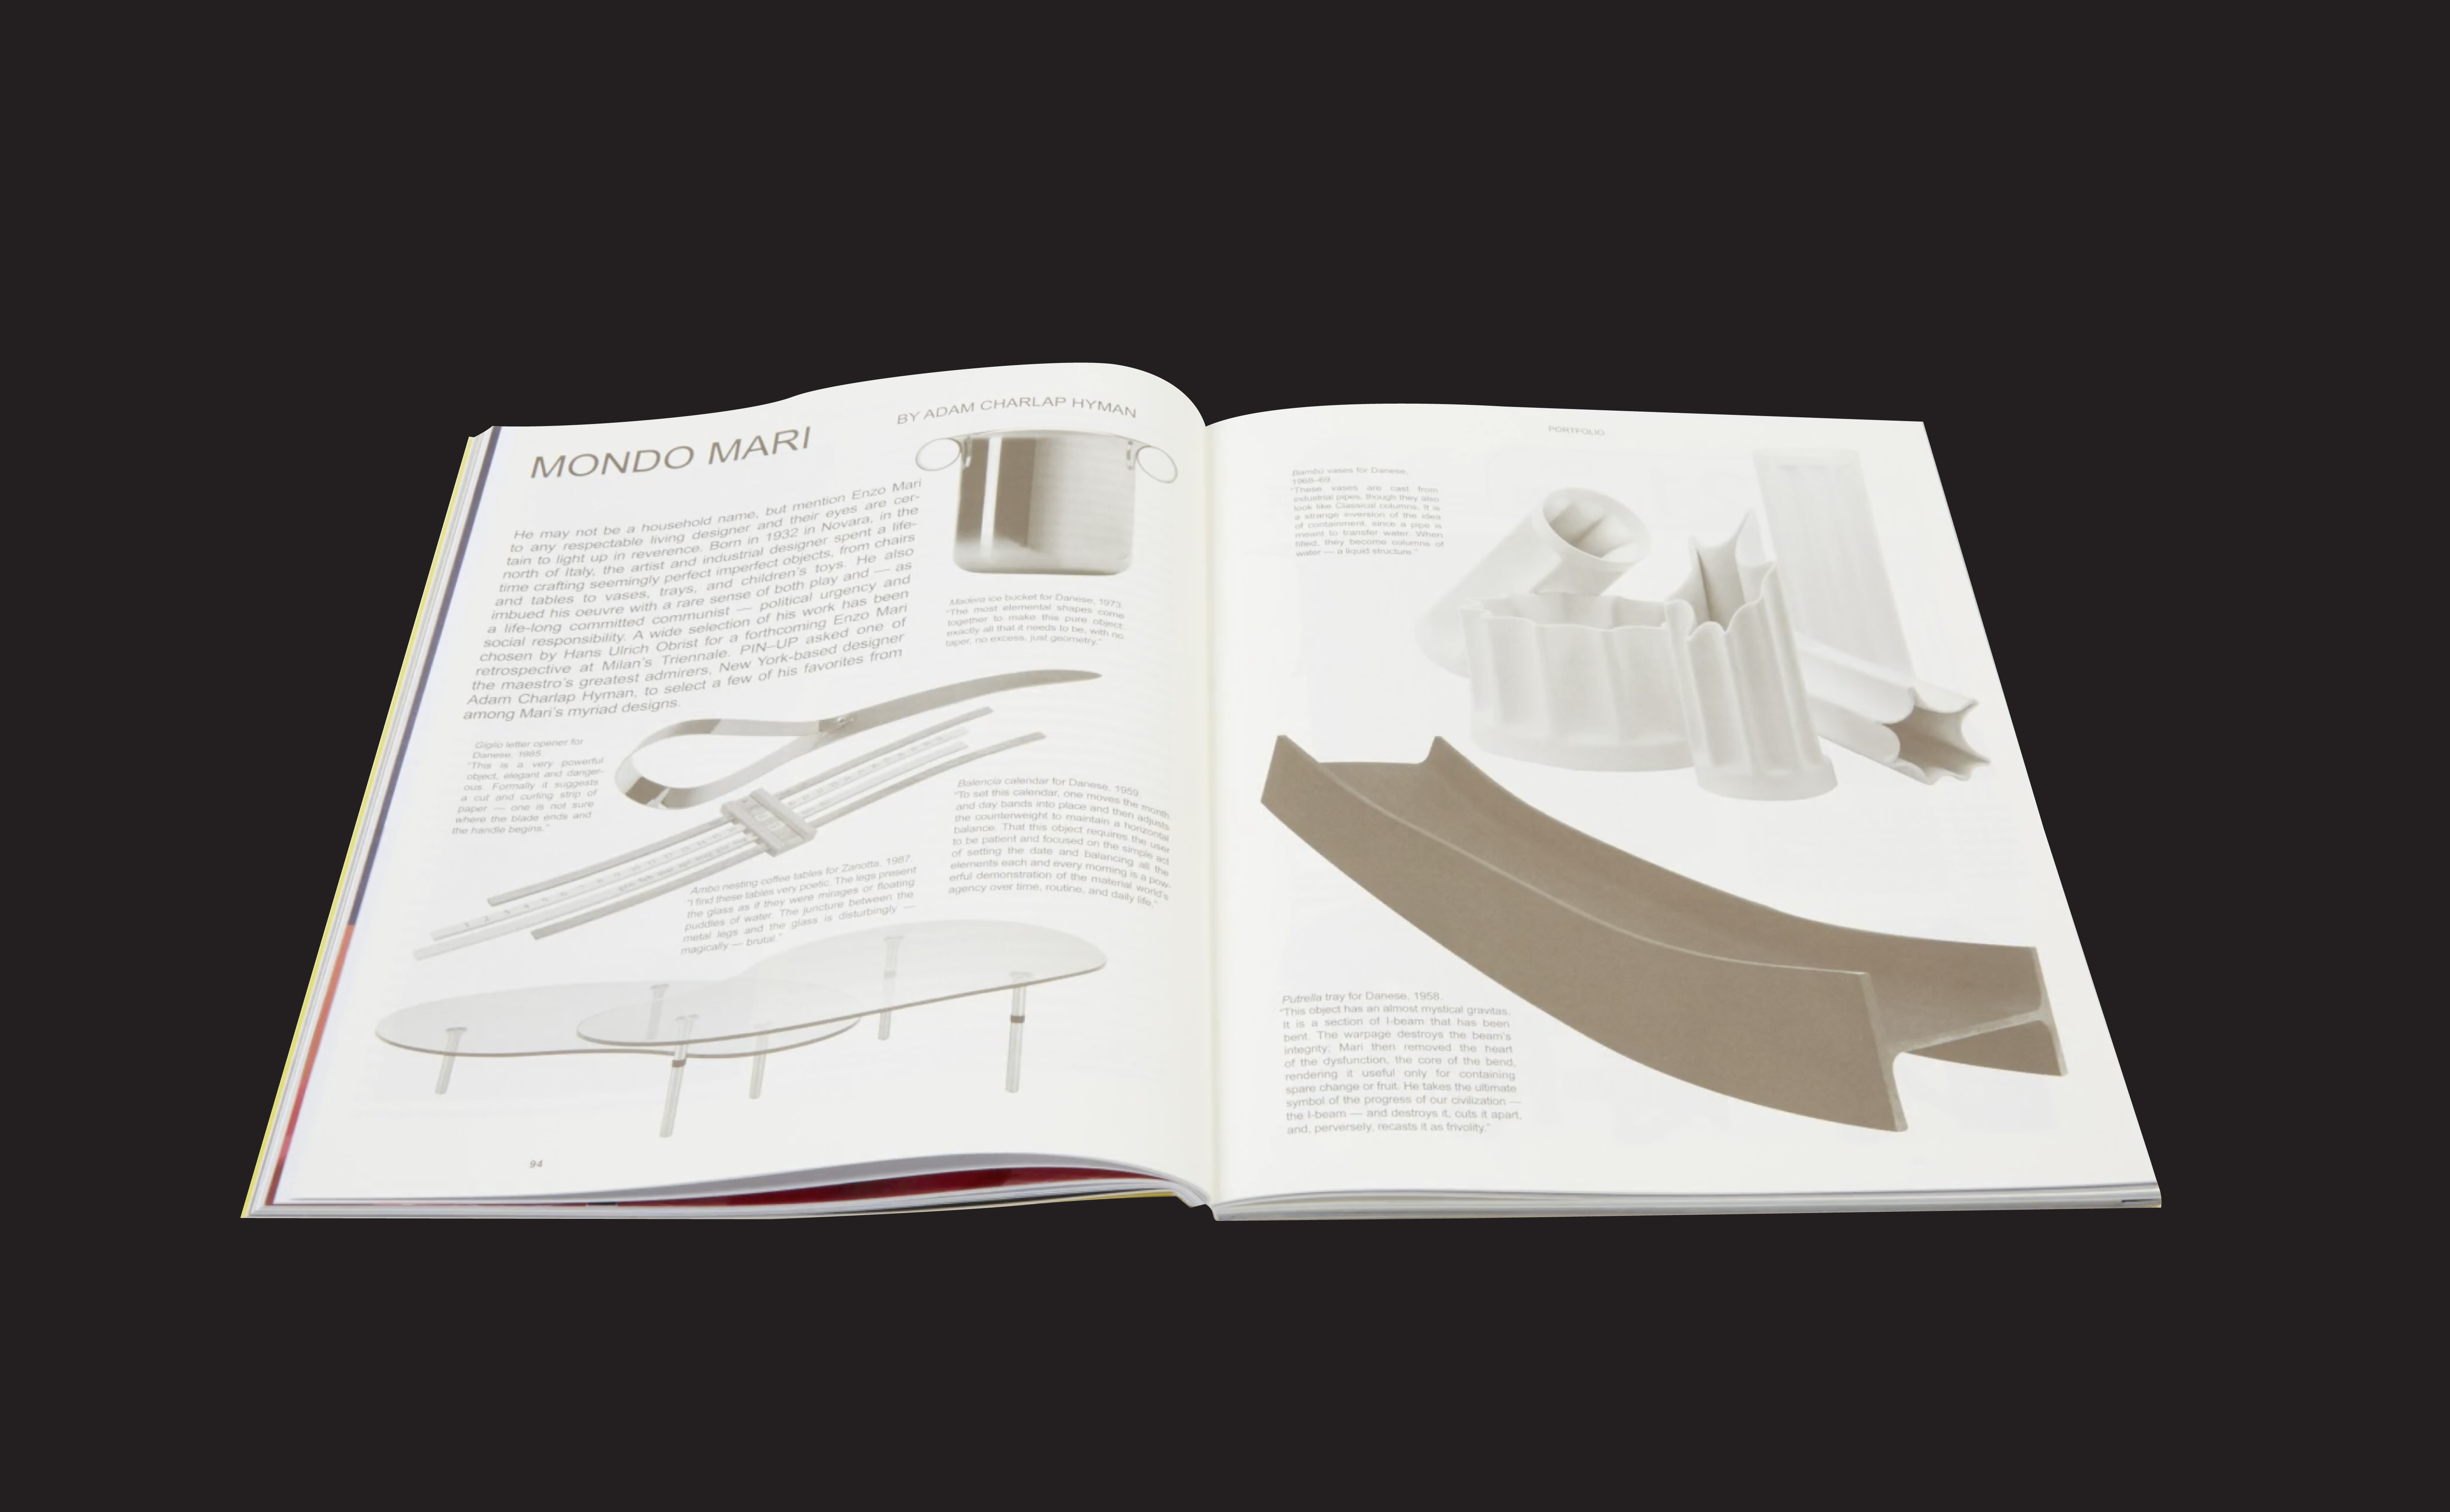 MONDO MARI
BY ADAM CHARLAP HYMAN
He may not be a household name, but mention Enzo Mari
to any respectable living designer and their eyes are cer-
tain to light up in reverence. Born in 1932 in Novara, in the
north of Italy, the artist and industrial designer spent a life-
time crafting seemingly perfect imperfect objects, from chairs
and tables to vases, trays, and children's toys. He also
imbued his oeuvre with a rare sense of both play and — as
a life-long committed communist — political urgency and
social responsibility. A wide selection of his work has been
chosen by Hans Ulrich Obrist for a forthcoming Enzo Mari
retrospective at Milan's Triennale. PIN–UP asked one of
the maestro's greatest admirers, New York-based designer
Adam Charlap Hyman, to select a few of his favorites from
among Mari's myriad designs.
Madera ice bucket for Danese, 1973.
"The most elemental shapes come
together to make this pure object:
exactly all that it needs to be, with no
taper, no excess, just geometry."
Giglio letter opener for
Danese, 1985.
"This is a very powerful
object, elegant and danger-
ous. Formally it suggests
a cut and curling strip of
paper — one is not sure
where the blade ends and
the handle begins."
Balencia calendar for Danese, 1959.
"To set this calendar, one moves the month
and day bands into place and then adjusts
the counterweight to maintain a horizontal
balance. That this object requires the user
to be patient and focused on the simple act
of setting the date and balancing all the
elements each and every morning is a pow-
erful demonstration of the material world's
agency over time, routine, and daily life."
Ambo nesting coffee tables for Zanotta, 1987.
"I find these tables very poetic. The legs present
the glass as if they were mirages or floating
puddles of water. The juncture between the
metal legs and the glass is disturbingly —
magically — brutal."
94
PORTFOLIO
Bambù vases for Danese,
1968–69.
"These vases are cast from
industrial pipes, though they also
look like Classical columns. It is
a strange inversion of the idea
of containment, since a pipe is
meant to transfer water. When
filled, they become columns of
water — a liquid structure."
Putrella tray for Danese, 1958.
"This object has an almost mystical gravitas.
It is a section of I-beam that has been
bent. The warpage destroys the beam's
integrity; Mari then removed the heart
of the dysfunction, the core of the bend,
rendering it useful only for containing
spare change or fruit. He takes the ultimate
symbol of the progress of our civilization —
the I-beam — and destroys it, cuts it apart,
and, perversely, recasts it as frivolity."